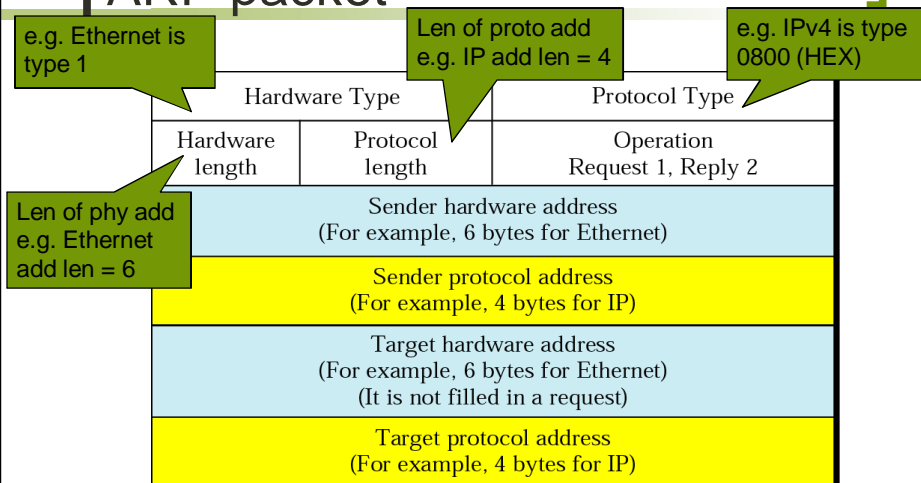 ARP packet
e.g. Ethernet is
type 1
Len of proto add
e.g. IP add len = 4
e.g. IPv4 is type
0800 (HEX)
Hardware Type
Protocol Type
Hardware
length
Protocol
length
Operation
Request 1, Reply 2
Len of phy add
e.g. Ethernet
add len = 6
Sender hardware address
(For example, 6 bytes for Ethernet)
Sender protocol address
(For example, 4 bytes for IP)
Target hardware address
(For example, 6 bytes for Ethernet)
(It is not filled in a request)
Target protocol address
(For example, 4 bytes for IP)